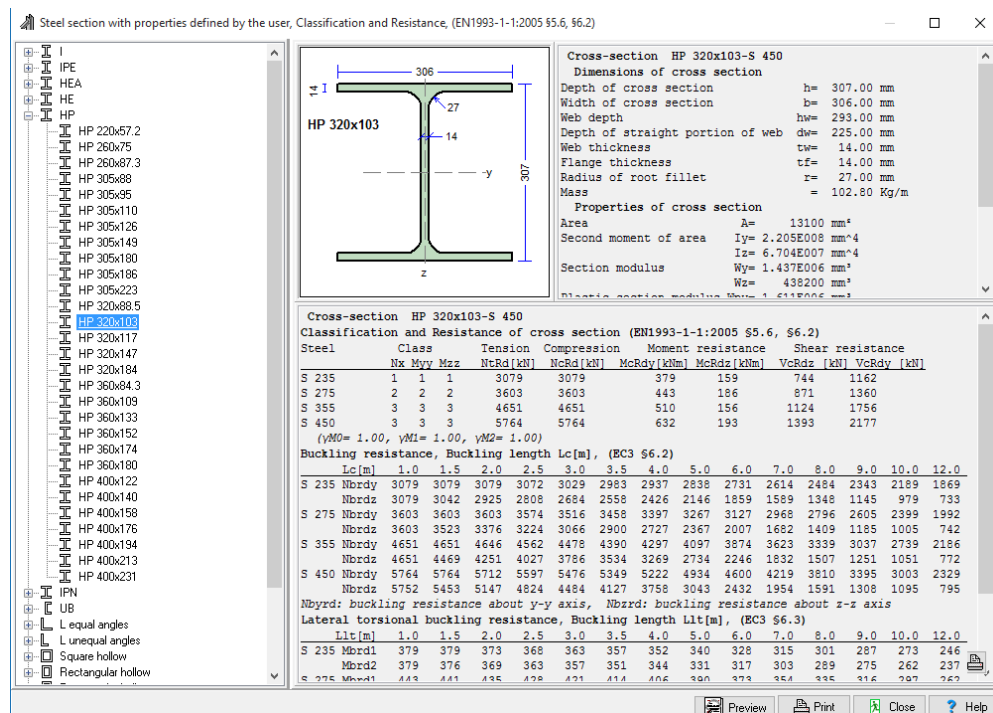 Steel section with properties defined by the user, Classification and Resistance, (EN1993-1-1:2005 §5.6, §6.2)
I
IPE
HEA
HE
HP
HP 220x57.2
HP 260x75
HP 260x87.3
HP 305x88
HP 305x95
HP 305x110
HP 305x126
HP 305x149
HP 305x180
HP 305x186
HP 305x223
HP 320x88.5
HP 320x103
HP 320x117
HP 320x147
HP 320x184
HP 360x84.3
HP 360x109
HP 360x133
HP 360x152
HP 360x174
HP 360x180
HP 400x122
HP 400x140
HP 400x158
HP 400x176
HP 400x194
HP 400x213
HP 400x231
IPN
UB
L equal angles
L unequal angles
Square hollow
Rectangular hollow
306
14
27
HP 320x103
14
y
307
z
Cross-section HP 320x103-S 450
Dimensions of cross section
Depth of cross section h= 307.00 mm
Width of cross section b= 306.00 mm
Web depth hw= 293.00 mm
Depth of straight portion of web dw= 225.00 mm
Web thickness tw= 14.00 mm
Flange thickness tf= 14.00 mm
Radius of root fillet r= 27.00 mm
Mass = 102.80 Kg/m
Properties of cross section
Area A= 13100 mm²
Second moment of area Iy= 2.205E008 mm^4
Iz= 6.704E007 mm^4
Section modulus Wy= 1.437E006 mm³
Wz= 438200 mm³
Plastic section modulus Wpy= 1.611E006 mm³
Cross-section HP 320x103-S 450
Classification and Resistance of cross section (EN1993-1-1:2005 §5.6, §6.2)
Steel Class Tension Compression Moment resistance Shear resistance
Nx Myy Mzz NtRd[kN] NcRd[kN] McRdy[kNm] McRdz[kNm] VcRdz [kN] VcRdy [kN]
S 235 1 1 1 3079 3079 379 159 744 1162
S 275 2 2 2 3603 3603 443 186 871 1360
S 355 3 3 3 4651 4651 510 156 1124 1756
S 450 3 3 3 5764 5764 632 193 1393 2177
(γM0= 1.00, γM1= 1.00, γM2= 1.00)
Buckling resistance, Buckling length Lc[m], (EC3 §6.2)
Lc[m] 1.0 1.5 2.0 2.5 3.0 3.5 4.0 5.0 6.0 7.0 8.0 9.0 10.0 12.0
S 235 Nbrdy 3079 3079 3079 3072 3029 2983 2937 2838 2731 2614 2484 2343 2189 1869
Nbrdz 3079 3042 2925 2808 2684 2558 2426 2146 1859 1589 1348 1145 979 733
S 275 Nbrdy 3603 3603 3603 3574 3516 3458 3397 3267 3127 2968 2796 2605 2399 1992
Nbrdz 3603 3523 3376 3224 3066 2900 2727 2367 2007 1682 1409 1185 1005 742
S 355 Nbrdy 4651 4651 4646 4562 4478 4390 4297 4097 3874 3623 3339 3037 2739 2186
Nbrdz 4651 4469 4251 4027 3786 3534 3269 2734 2246 1832 1507 1251 1051 772
S 450 Nbrdy 5764 5764 5712 5597 5476 5349 5222 4934 4600 4219 3810 3395 3003 2329
Nbrdz 5752 5453 5147 4824 4484 4127 3758 3043 2432 1954 1591 1308 1095 795
Nbyrd: buckling resistance about y-y axis, Nbzrd: buckling resistance about z-z axis
Lateral torsional buckling resistance, Buckling length Llt[m], (EC3 §6.3)
Llt[m] 1.0 1.5 2.0 2.5 3.0 3.5 4.0 5.0 6.0 7.0 8.0 9.0 10.0 12.0
S 235 Mbrd1 379 379 373 368 363 357 352 340 328 315 301 287 273 246
Mbrd2 379 376 369 363 357 351 344 331 317 303 289 275 262 237
S 275 Mbrd1 443 441 435 428 421 414 406 390 373 354 335 316 297 262
Preview
Print
Close
Help